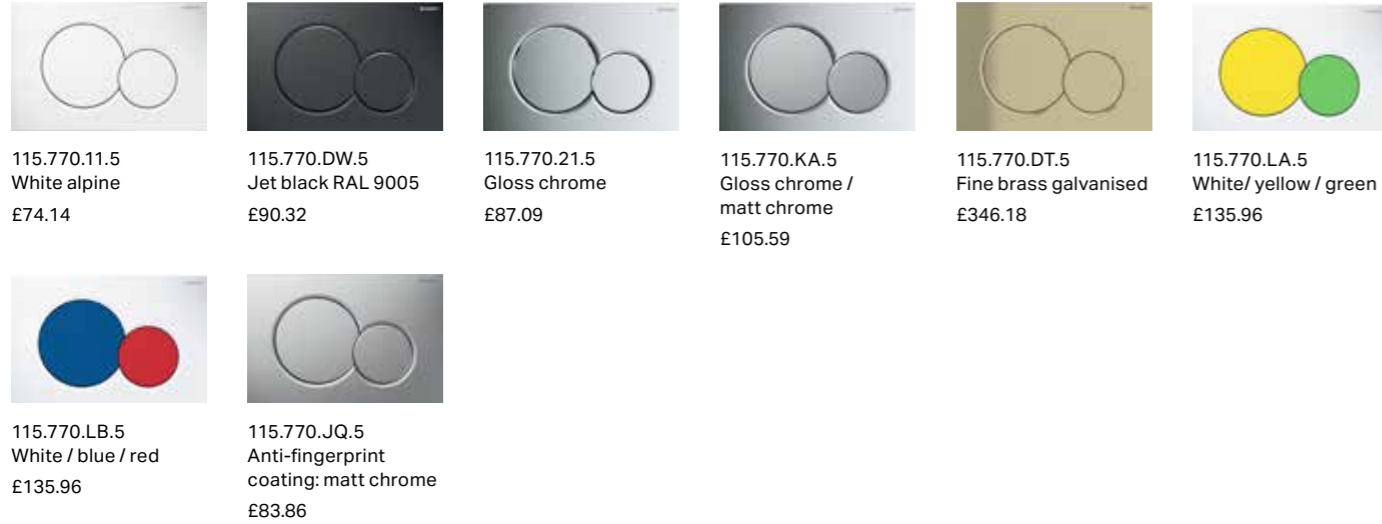 115.770.11.5
White alpine
£74.14
115.770.DW.5
Jet black RAL 9005
£90.32
115.770.21.5
Gloss chrome
£87.09
115.770.KA.5
Gloss chrome /
matt chrome
£105.59
115.770.DT.5
Fine brass galvanised
£346.18
115.770.LA.5
White/ yellow / green
£135.96
115.770.LB.5
White / blue / red
£135.96
115.770.JQ.5
Anti-fingerprint
coating: matt chrome
£83.86